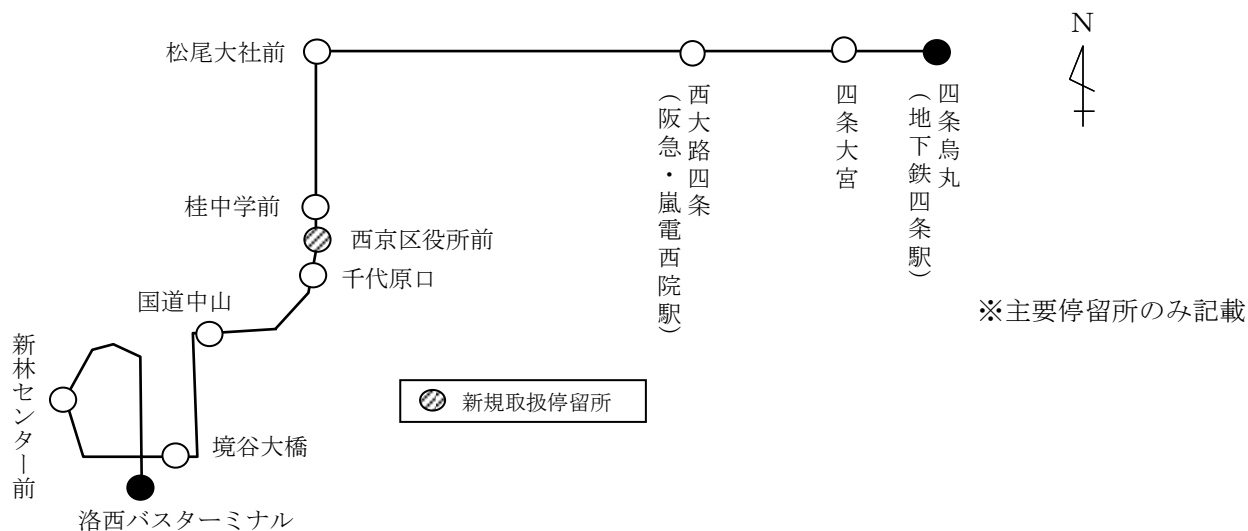 松尾大社前
N
西大路四条
(阪急・嵐電西院駅)
四条大宮
四条烏丸
(地下鉄四条駅)
桂中学前
西京区役所前
千代原口
国道中山
※主要停留所のみ記載
新林センター前
新規取扱停留所
境谷大橋
洛西バスターミナル